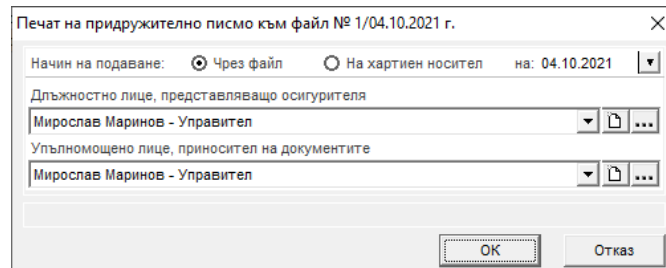 Печат на придружително писмо към файл № 1/04.10.2021 г.
Начин на подаване: Чрез файл На хартиен носител на: 04.10.2021
Длъжностно лице, представляващо осигурителя
Мирослав Маринов - Управител
Упълномощено лице, приносител на документите
Мирослав Маринов - Управител
ОК Отказ